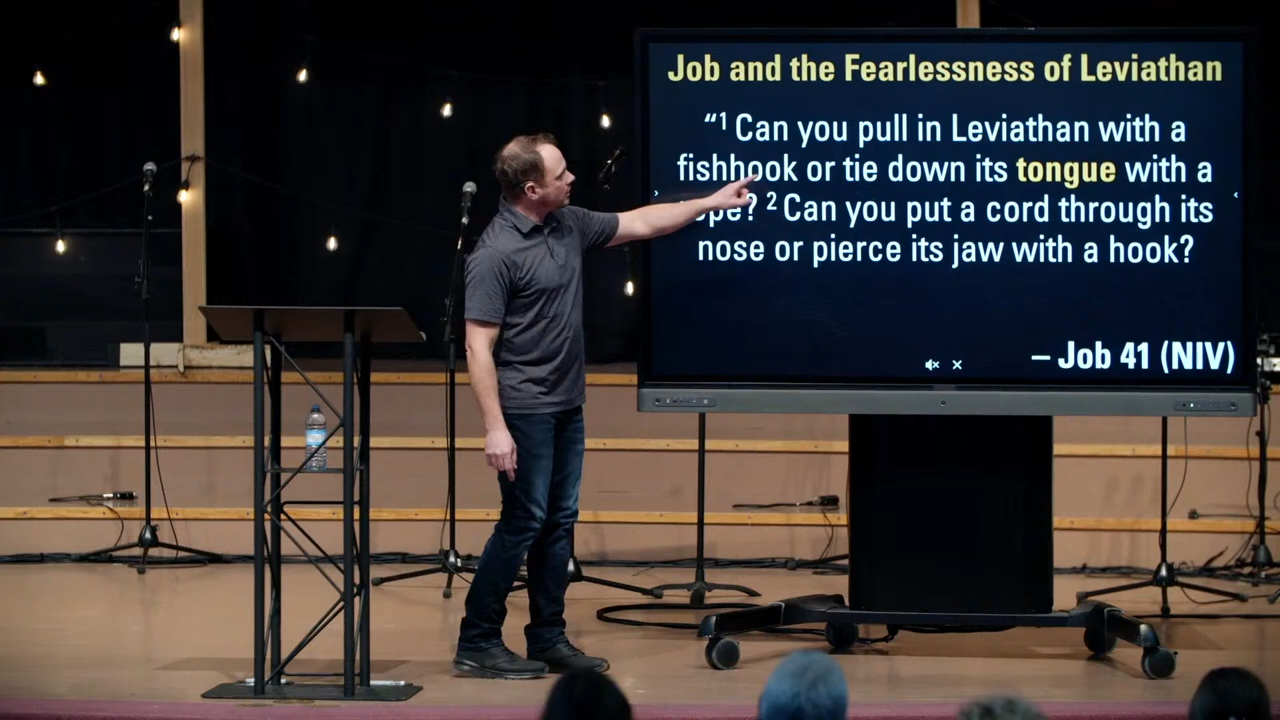 Job and the Fearlessness of Leviathan
“1 Can you pull in Leviathan with a
fishhook or tie down its tongue with a
rope? 2 Can you put a cord through its
nose or pierce its jaw with a hook?
– Job 41 (NIV)